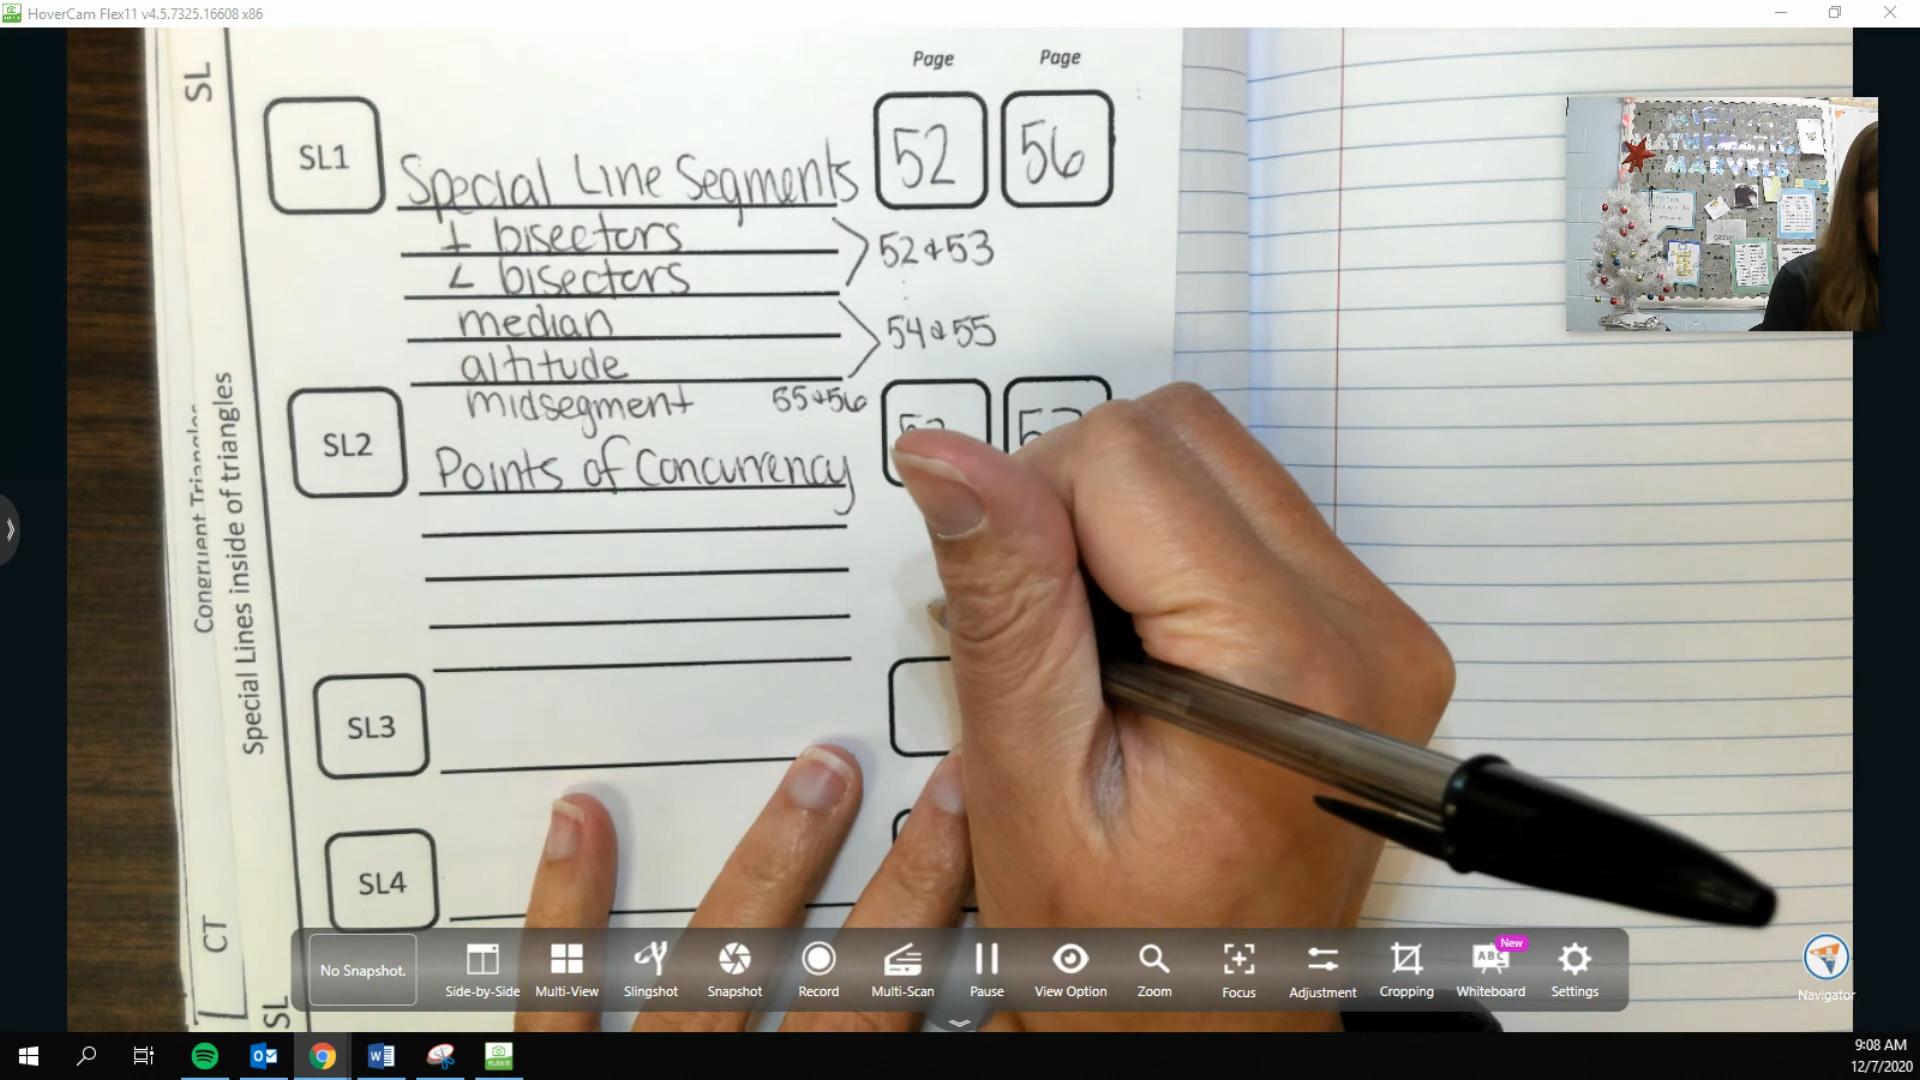 HoverCam Flex11 v4.5.7325.16608 x86
Page Page
SL
SL1
Special Line Segments
52 56
⊥ bisectors
52 & 53
∠ bisectors
median
54 & 55
altitude
midsegment 55 & 56
SL2
Points of Concurrency
SL3
SL4
Congruent Triangles
Special Lines inside of triangles
CT
SL
No Snapshot.
Side-by-Side Multi-View Slingshot Snapshot Record Multi-Scan Pause View Option Zoom Focus Adjustment Cropping Whiteboard Settings
New
ABC
Navigator
9:08 AM
12/7/2020